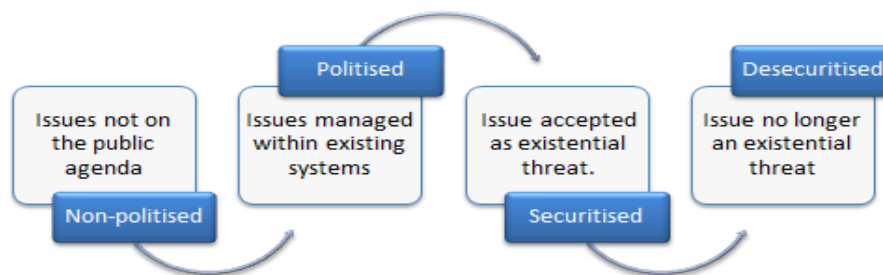 Issues not on
the public
agenda
Non-politised
Politised
Issues managed
within existing
systems
Issue accepted
as existential
threat.
Securitised
Desecuritised
Issue no longer
an existential
threat